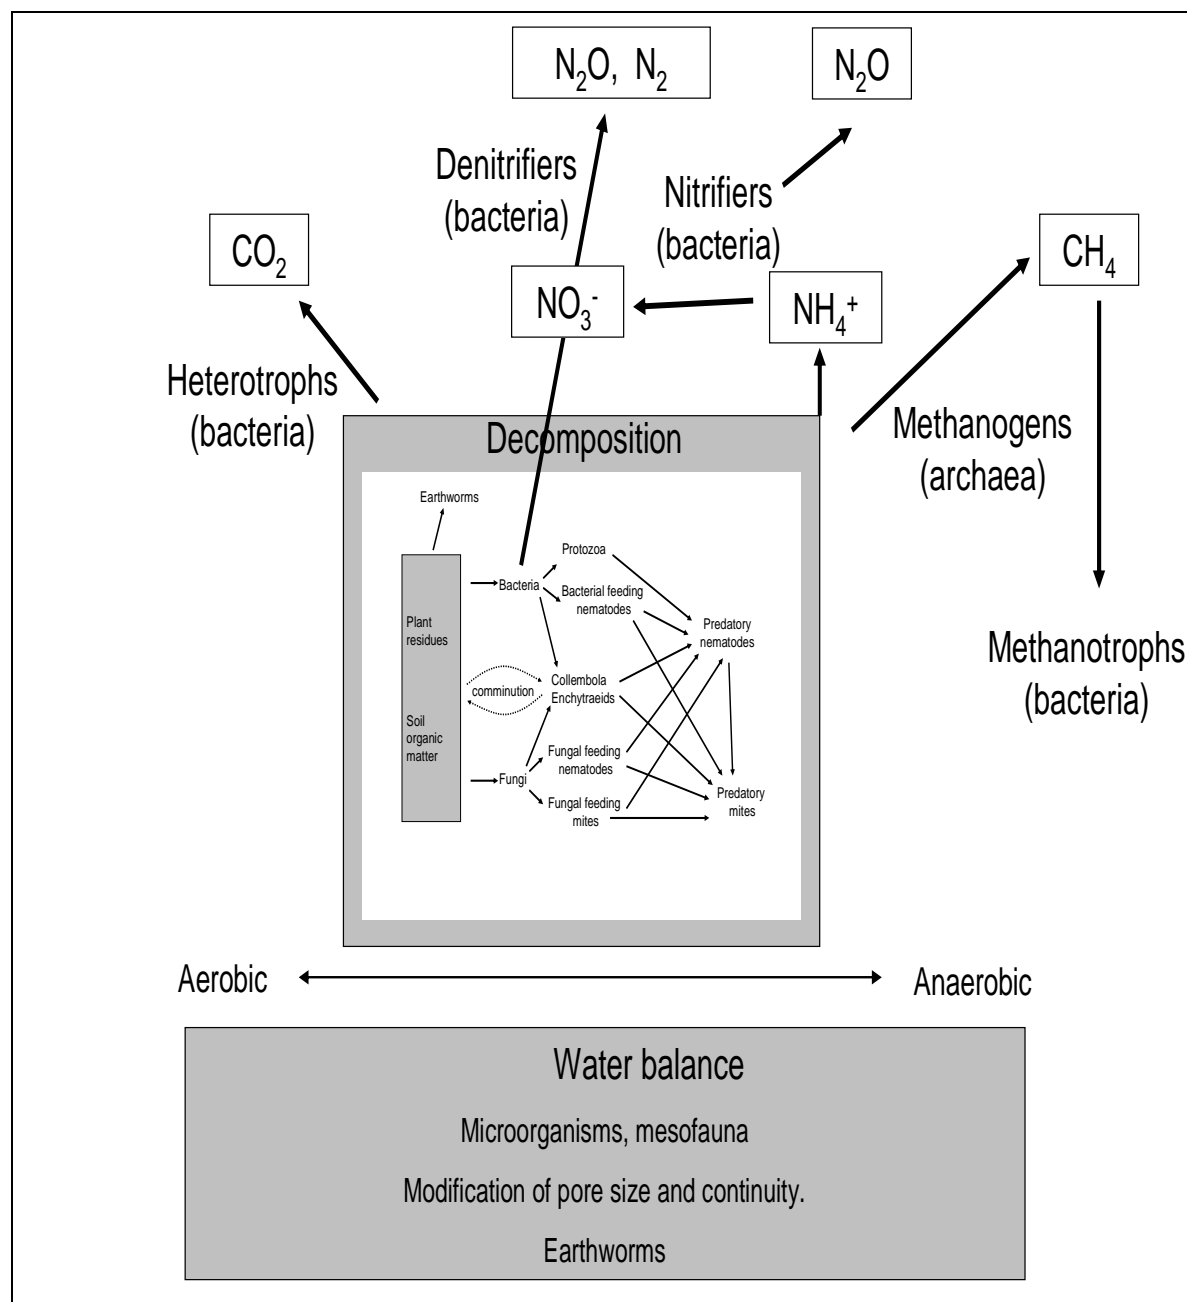 N₂O, N₂
N₂O
Denitrifiers
(bacteria)
Nitrifiers
(bacteria)
CO₂
CH₄
NO₃⁻
NH₄⁺
Heterotrophs
(bacteria)
Methanogens
(archaea)
Decomposition
Earthworms
Protozoa
Bacteria
Bacterial feeding
nematodes
Plant
residues
Predatory
nematodes
Methanotrophs
(bacteria)
comminution
Collembola
Enchytraeids
Soil
organic
matter
Fungi
Fungal feeding
nematodes
Fungal feeding
mites
Predatory
mites
Aerobic
Anaerobic
Water balance
Microorganisms, mesofauna
Modification of pore size and continuity.
Earthworms